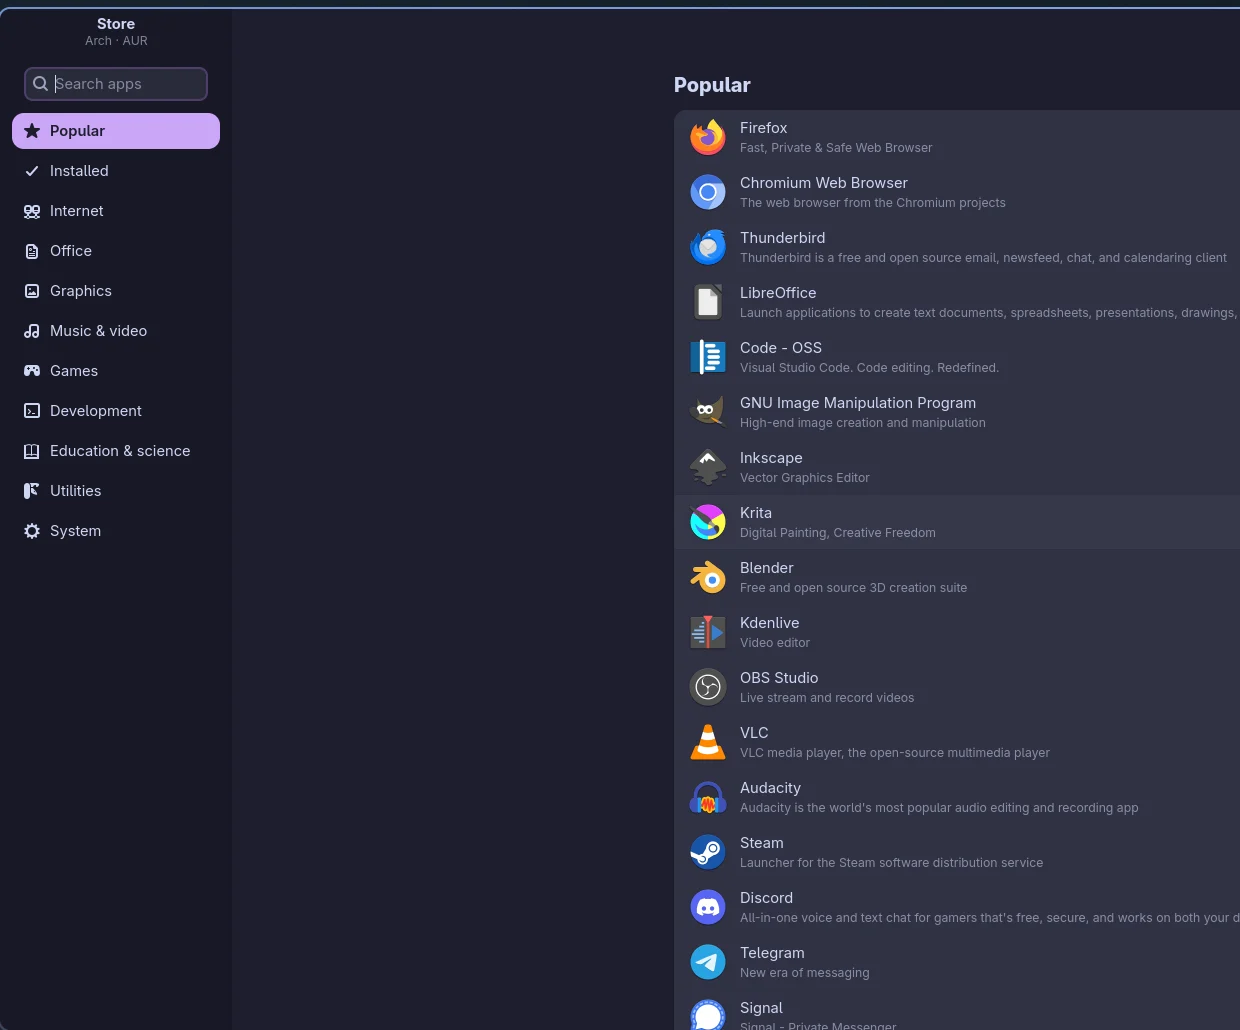 Store
Arch · AUR
Search apps
Popular
Installed
Internet
Office
Graphics
Music & video
Games
Development
Education & science
Utilities
System
Popular
Firefox
Fast, Private & Safe Web Browser
Chromium Web Browser
The web browser from the Chromium projects
Thunderbird
Thunderbird is a free and open source email, newsfeed, chat, and calendaring client
LibreOffice
Launch applications to create text documents, spreadsheets, presentations, drawings,
Code - OSS
Visual Studio Code. Code editing. Redefined.
GNU Image Manipulation Program
High-end image creation and manipulation
Inkscape
Vector Graphics Editor
Krita
Digital Painting, Creative Freedom
Blender
Free and open source 3D creation suite
Kdenlive
Video editor
OBS Studio
Live stream and record videos
VLC
VLC media player, the open-source multimedia player
Audacity
Audacity is the world's most popular audio editing and recording app
Steam
Launcher for the Steam software distribution service
Discord
All-in-one voice and text chat for gamers that's free, secure, and works on both your d
Telegram
New era of messaging
Signal
Signal - Private Messenger